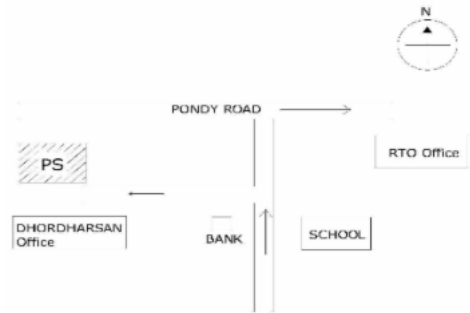 N
PONDY ROAD
RTO Office
PS
DHORDHARSAN
Office
BANK
SCHOOL